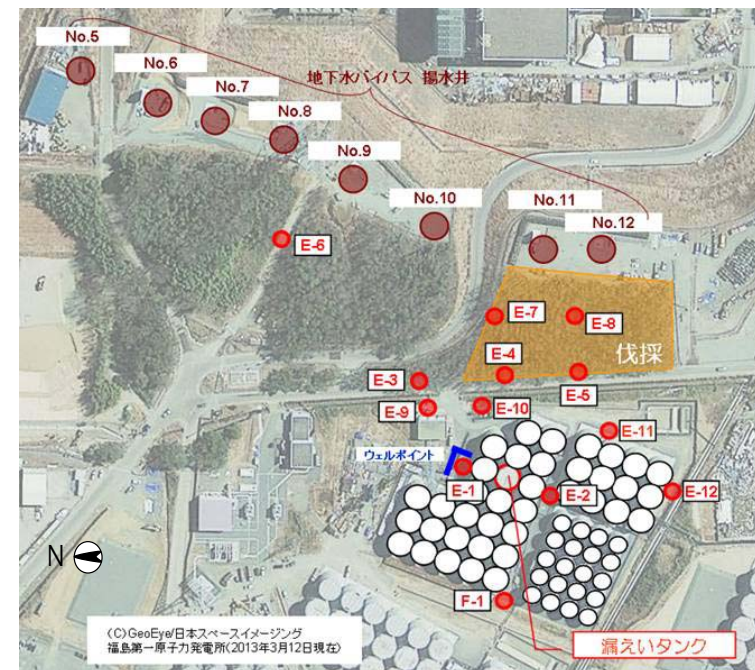 No.5
No.6
No.7
No.8
No.9
No.10
No.11
No.12
地下水バイパス 揚水井
E-6
E-7
E-8
伐採
E-3
E-4
E-5
E-9
E-10
E-11
ウェルポイント
E-1
E-2
E-12
N
F-1
漏えいタンク
(C)GeoEye/日本スペースイメージング
福島第一原子力発電所(2013年3月12日現在)